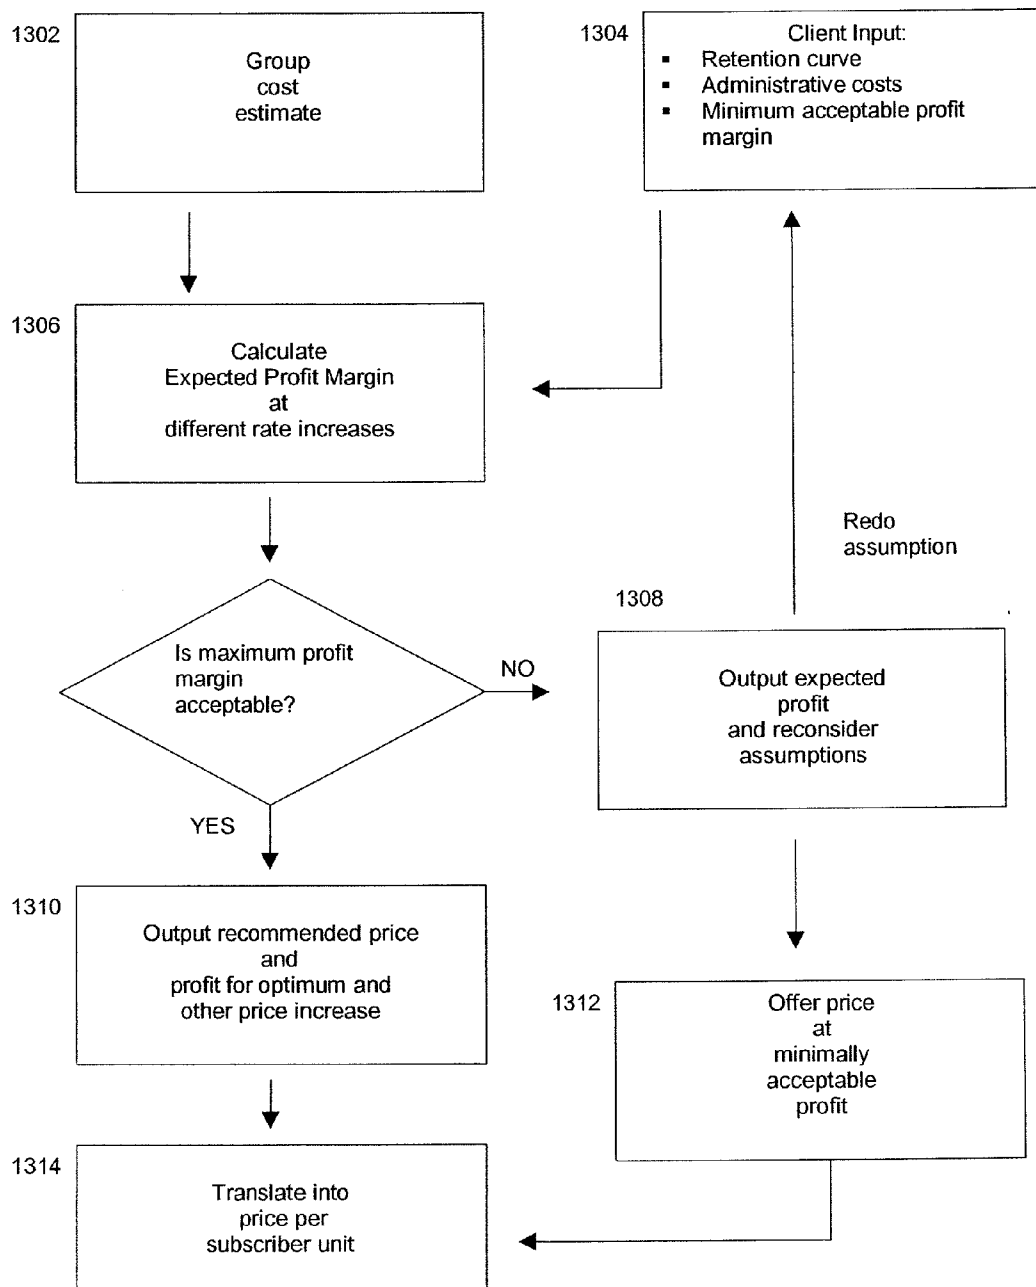 1302
Group
cost
estimate
1304
Client Input:
▪ Retention curve
▪ Administrative costs
▪ Minimum acceptable profit
margin
1306
Calculate
Expected Profit Margin
at
different rate increases
Redo
assumption
Is maximum profit
margin
acceptable?
NO
YES
1308
Output expected
profit
and reconsider
assumptions
1310
Output recommended price
and
profit for optimum and
other price increase
1312
Offer price
at
minimally
acceptable
profit
1314
Translate into
price per
subscriber unit